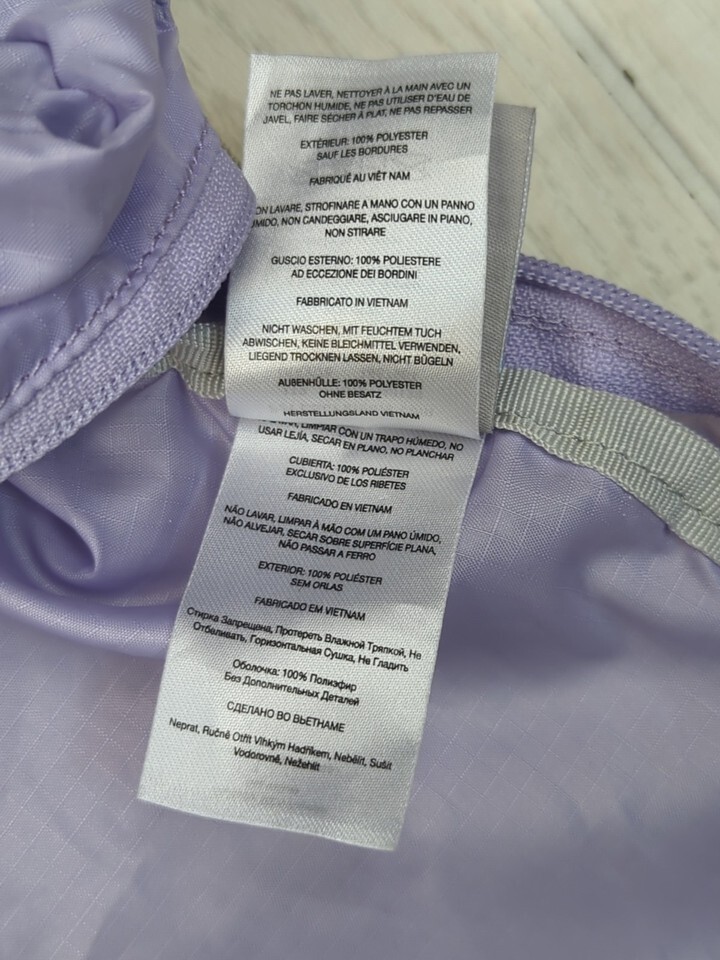 NE PAS LAVER, NETTOYER À LA MAIN AVEC UN
TORCHON HUMIDE, NE PAS UTILISER D'EAU DE
JAVEL, FAIRE SÉCHER À PLAT, NE PAS REPASSER
EXTÉRIEUR: 100% POLYESTER
SAUF LES BORDURES
FABRIQUÉ AU VIÊT NAM
ON LAVARE, STROFINARE A MANO CON UN PANNO
UMIDO, NON CANDEGGIARE, ASCIUGARE IN PIANO,
NON STIRARE
GUSCIO ESTERNO: 100% POLIESTERE
AD ECCEZIONE DEI BORDINI
FABBRICATO IN VIETNAM
NICHT WASCHEN, MIT FEUCHTEM TUCH
ABWISCHEN, KEINE BLEICHMITTEL VERWENDEN,
LIEGEND TROCKNEN LASSEN, NICHT BÜGELN
AUßENHÜLLE: 100% POLYESTER
OHNE BESATZ
HERSTELLUNGSLAND VIETNAM
LIMPIAR CON UN TRAPO HÚMEDO, NO
USAR LEJÍA, SECAR EN PLANO, NO PLANCHAR
CUBIERTA: 100% POLIÉSTER
EXCLUSIVO DE LOS RIBETES
FABRICADO EN VIETNAM
NÃO LAVAR, LIMPAR À MÃO COM UM PANO ÚMIDO,
NÃO ALVEJAR, SECAR SOBRE SUPERFÍCIE PLANA,
NÃO PASSAR A FERRO
EXTERIOR: 100% POLIÉSTER
SEM ORLAS
FABRICADO EM VIETNAM
Стирка Запрещена, Протереть Влажной Тряпкой, Не
Отбеливать, Горизонтальная Сушка, Не Гладить
Оболочка: 100% Полиэфир
Без Дополнительных Деталей
СДЕЛАНО ВО ВЬЕТНАМЕ
Neprat, Ručně Otřít Vlhkým Hadříkem, Nebělit, Sušit
Vodorovně, Nežehlit